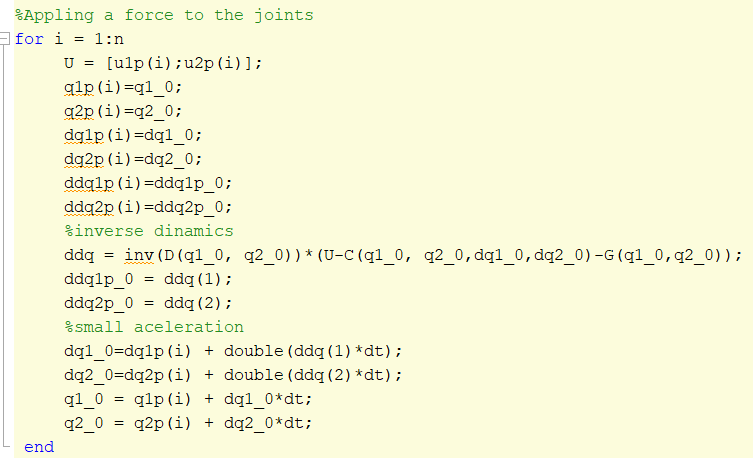 %Appling a force to the joints
for i = 1:n
U = [u1p(i);u2p(i)];
q1p(i)=q1_0;
q2p(i)=q2_0;
dq1p(i)=dq1_0;
dq2p(i)=dq2_0;
ddq1p(i)=ddq1p_0;
ddq2p(i)=ddq2p_0;
%inverse dinamics
ddq = inv(D(q1_0, q2_0))*(U-C(q1_0, q2_0,dq1_0,dq2_0)-G(q1_0,q2_0));
ddq1p_0 = ddq(1);
ddq2p_0 = ddq(2);
%small aceleration
dq1_0=dq1p(i) + double(ddq(1)*dt);
dq2_0=dq2p(i) + double(ddq(2)*dt);
q1_0 = q1p(i) + dq1_0*dt;
q2_0 = q2p(i) + dq2_0*dt;
end